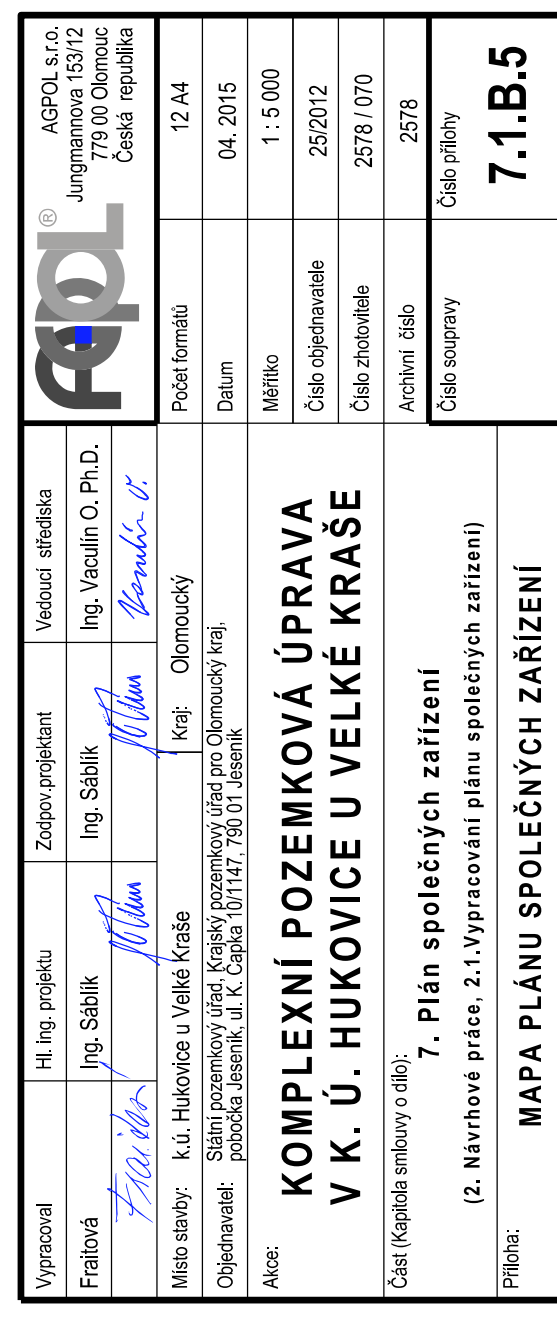 Vypracoval Hl. ing. projektu Zodpov.projektant Vedoucí střediska
Fraitová Ing. Sáblík Ing. Sáblík Ing. Vaculín O. Ph.D.
AGPOL s.r.o.
Jungmannova 153/12
779 00 Olomouc
Česká republika
®
Místo stavby: k.ú. Hukovice u Velké Kraše Kraj: Olomoucký
Objednavatel: Státní pozemkový úřad, Krajský pozemkový úřad pro Olomoucký kraj,
pobočka Jeseník, ul. K. Čapka 10/1147, 790 01 Jeseník
Akce:
KOMPLEXNÍ POZEMKOVÁ ÚPRAVA
V K. Ú. HUKOVICE U VELKÉ KRAŠE
Část (Kapitola smlouvy o dílo):
7. Plán společných zařízení
(2. Návrhové práce, 2.1.Vypracování plánu společných zařízení)
Příloha:
MAPA PLÁNU SPOLEČNÝCH ZAŘÍZENÍ
Počet formátů 12 A4
Datum 04. 2015
Měřítko 1 : 5 000
Číslo objednavatele 25/2012
Číslo zhotovitele 2578 / 070
Archivní číslo 2578
Číslo soupravy Číslo přílohy
7.1.B.5